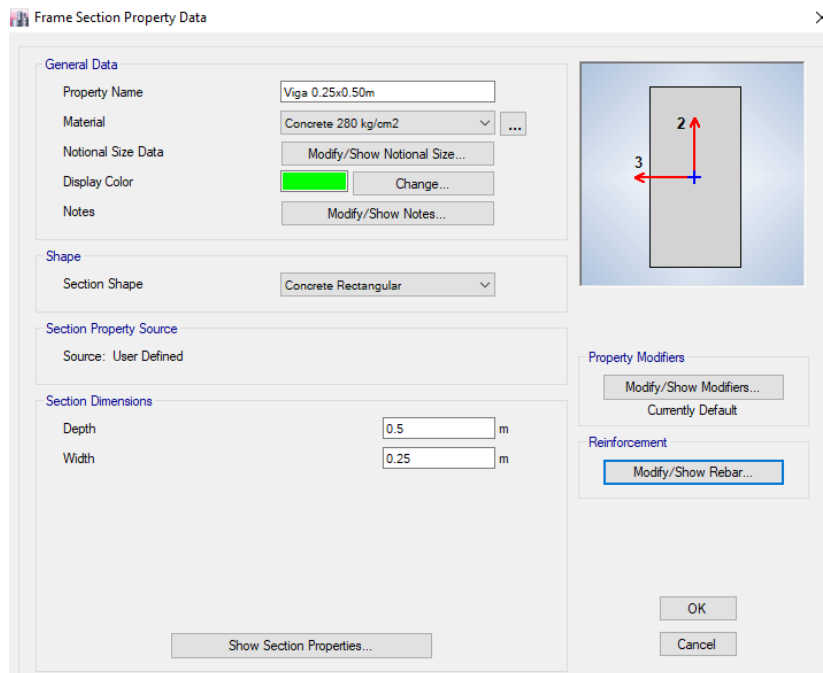 Frame Section Property Data
General Data
Property Name
Viga 0.25x0.50m
Material
Concrete 280 kg/cm2
...
Notional Size Data
Modify/Show Notional Size...
Display Color
Change...
Notes
Modify/Show Notes...
Shape
Section Shape
Concrete Rectangular
Section Property Source
Source: User Defined
Section Dimensions
Depth
0.5
m
Width
0.25
m
Show Section Properties...
2
3
Property Modifiers
Modify/Show Modifiers...
Currently Default
Reinforcement
Modify/Show Rebar...
OK
Cancel